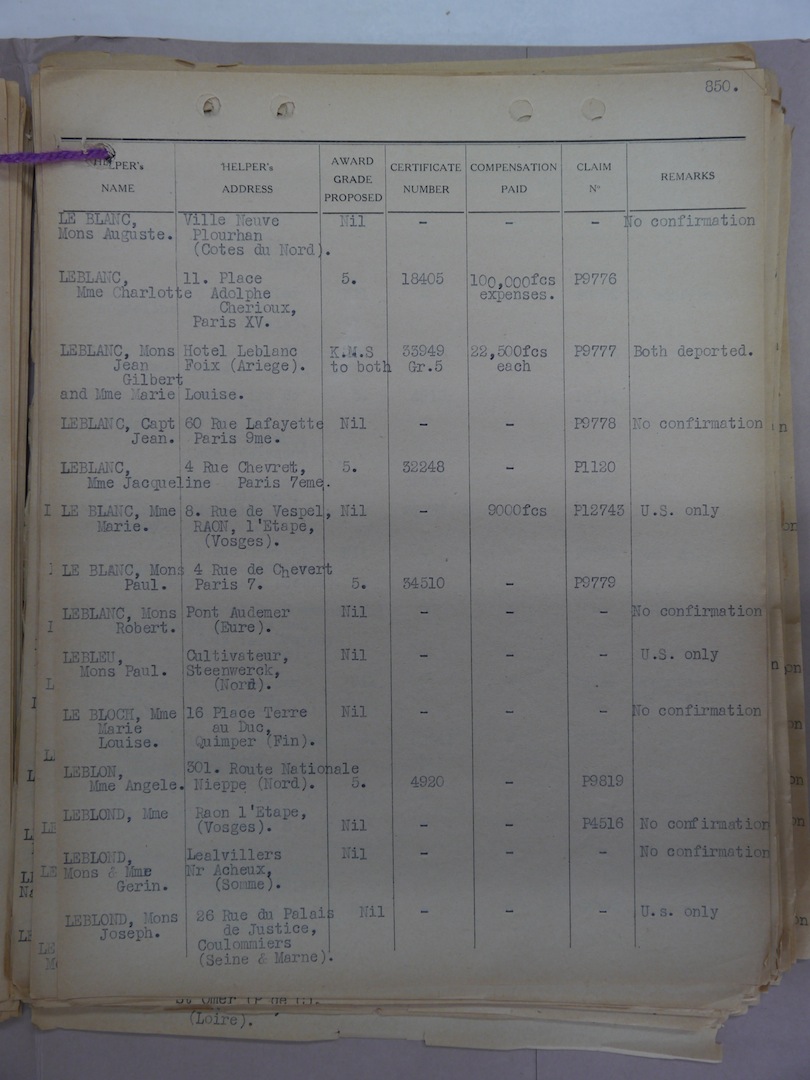 850.
HELPER's NAME HELPER's ADDRESS AWARD GRADE PROPOSED CERTIFICATE NUMBER COMPENSATION PAID CLAIM No REMARKS
LE BLANC, Ville Neuve Nil - - - No confirmation
Mons Auguste. Plourhan
(Cotes du Nord).
LEBLANC, 11. Place 5. 18405 100,000fcs P9776
Mme Charlotte Adolphe expenses.
Cherioux,
Paris XV.
LEBLANC, Mons Hotel Leblanc K.M.S 33949 22,500fcs P9777 Both deported.
Jean Foix (Ariege). to both Gr.5 each
Gilbert
and Mme Marie Louise.
LEBLANC, Capt 60 Rue Lafayette Nil - - P9778 No confirmation
Jean. Paris 9me.
LEBLANC, 4 Rue Chevret, 5. 32248 - P1120
Mme Jacqueline Paris 7eme.
LE BLANC, Mme 8. Rue de Vespel, Nil - 9000fcs P12743 U.S. only
Marie. RAON, l'Etape,
(Vosges).
LE BLANC, Mons 4 Rue de Chevert
Paul. Paris 7. 5. 34510 - P9779
LEBLANC, Mons Pont Audemer Nil - - - No confirmation
Robert. (Eure).
LEBLEU, Cultivateur, Nil - - - U.S. only
Mons Paul. Steenwerck,
(Nord).
LE BLOCH, Mme 16 Place Terre Nil - - - No confirmation
Marie au Duc,
Louise. Quimper (Fin).
LEBLON, 301. Route Nationale
Mme Angele. Nieppe (Nord). 5. 4920 - P9819
LEBLOND, Mme Raon l'Etape,
(Vosges). Nil - - P4516 No confirmation
LEBLOND, Lealvillers Nil - - - No confirmation
Mons & Mme Nr Acheux,
Gerin. (Somme).
LEBLOND, Mons 26 Rue du Palais Nil - - - U.s. only
Joseph. de Justice,
Coulommiers
(Seine & Marne).
(Loire).